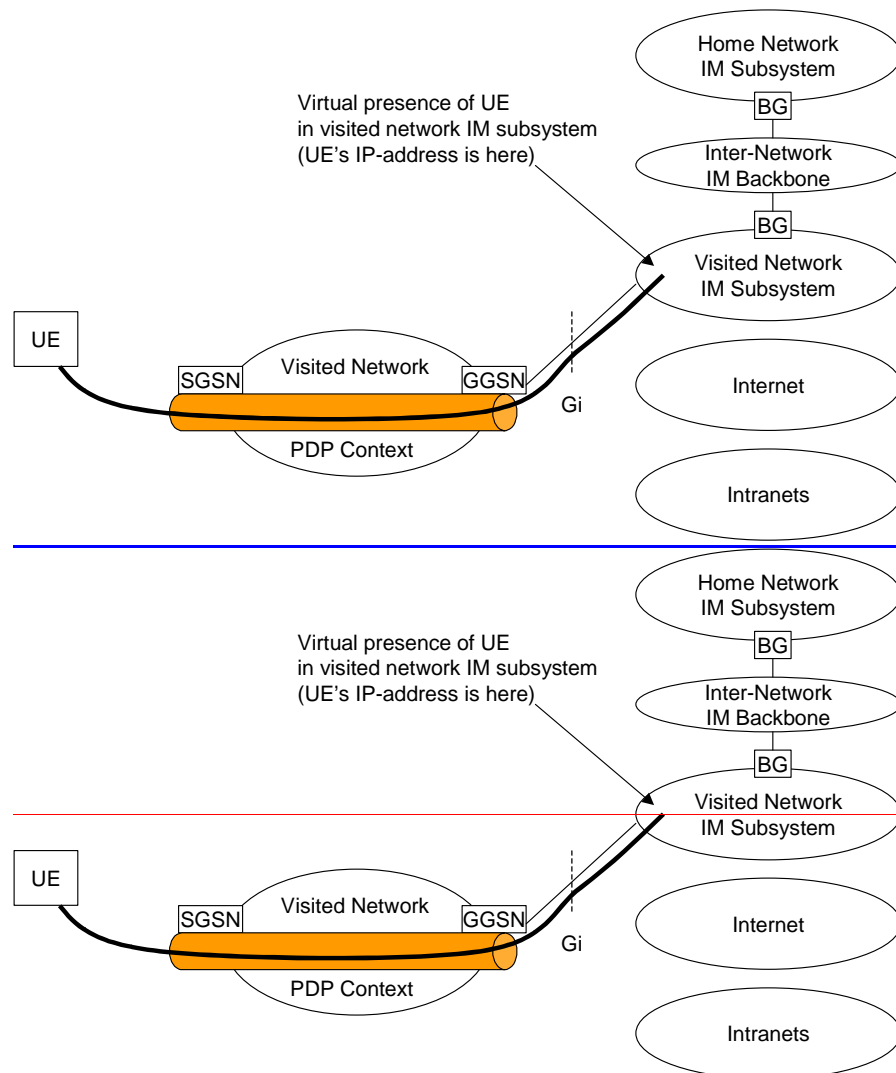 Home Network
IM Subsystem
BG
Virtual presence of UE
in visited network IM subsystem
(UE's IP-address is here)
Inter-Network
IM Backbone
BG
Visited Network
IM Subsystem
UE
Visited Network
SGSN
GGSN
Internet
Gi
PDP Context
Intranets
Home Network
IM Subsystem
BG
Virtual presence of UE
in visited network IM subsystem
(UE's IP-address is here)
Inter-Network
IM Backbone
BG
Visited Network
IM Subsystem
UE
Visited Network
SGSN
GGSN
Internet
Gi
PDP Context
Intranets